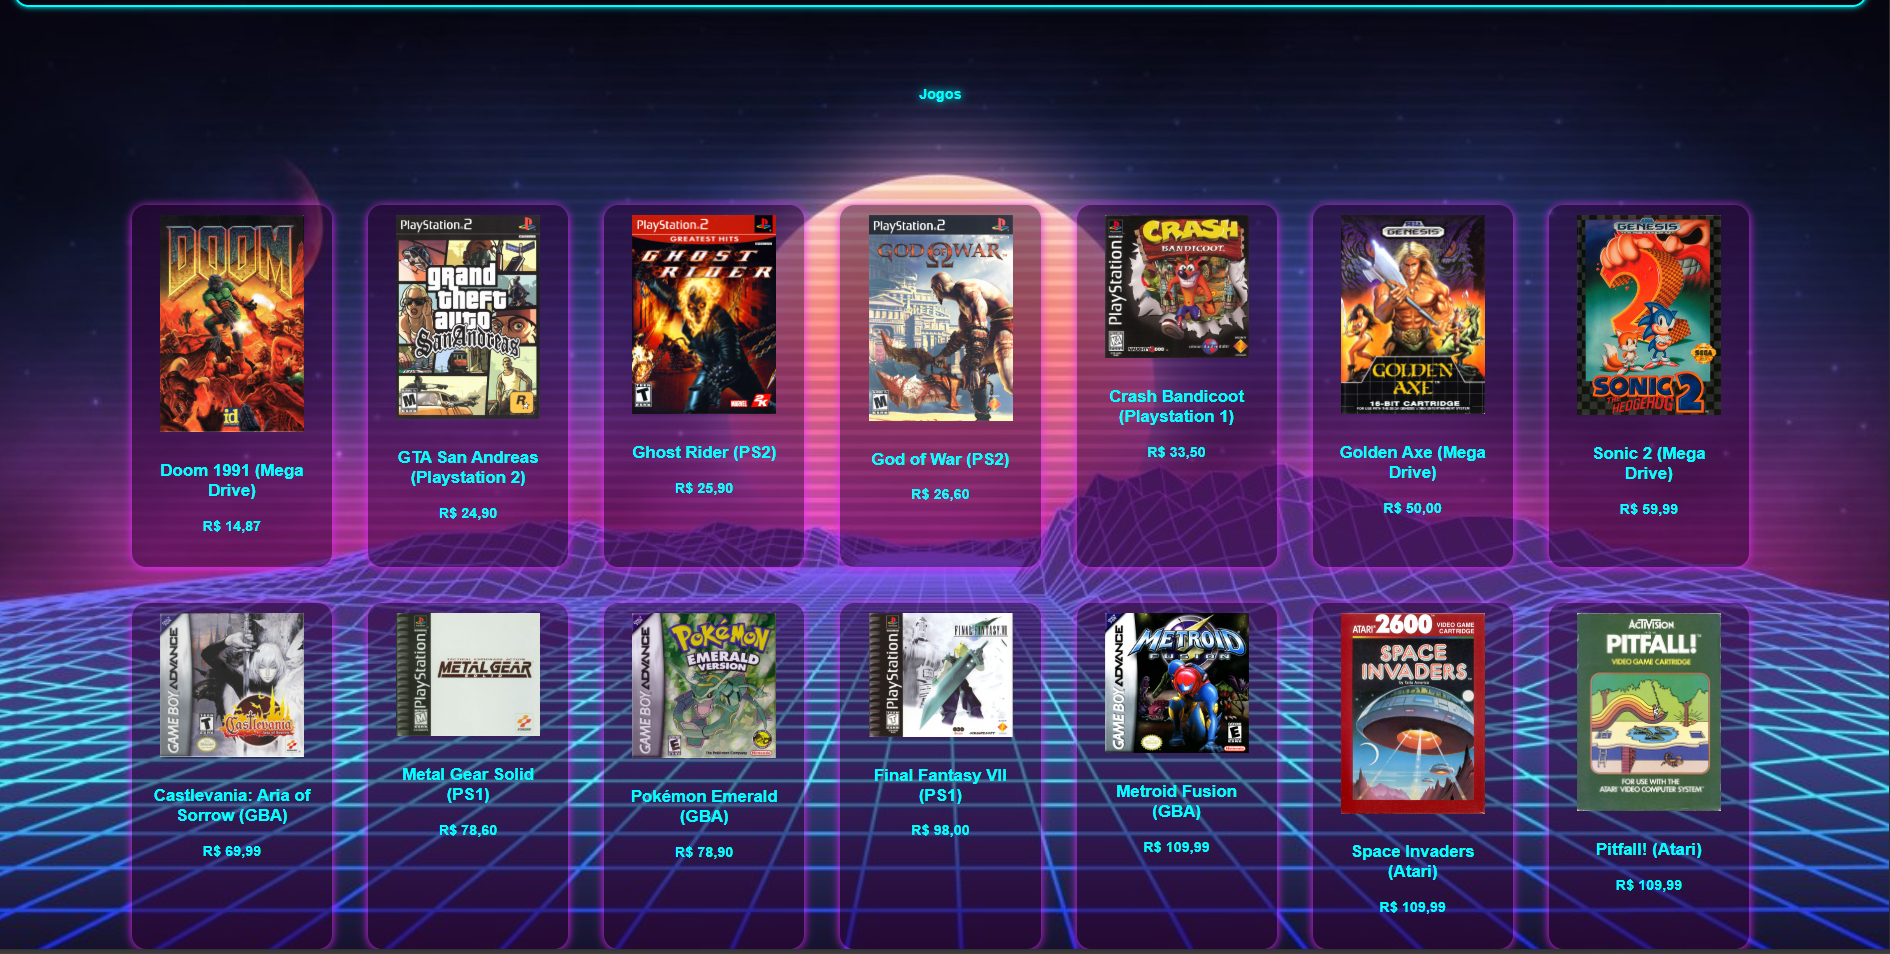 Jogos
DOOM
id
Doom 1991 (Mega
Drive)
R$ 14,87
PlayStation 2
grand
theft
auto
San Andreas
M
R
GTA San Andreas
(Playstation 2)
R$ 24,90
PlayStation 2
GREATEST HITS
GHOST
RIDER
T
MARVEL 2K
Ghost Rider (PS2)
R$ 25,90
PlayStation 2
GOD OF WAR
M
God of War (PS2)
R$ 26,60
PlayStation
CRASH
BANDICOOT
Crash Bandicoot
(Playstation 1)
R$ 33,50
GENESIS
GOLDEN
AXE
16-BIT CARTRIDGE
Golden Axe (Mega
Drive)
R$ 50,00
GENESIS
2
SEGA
SONIC
THE
HEDGEHOG 2
Sonic 2 (Mega
Drive)
R$ 59,99
GAME BOY ADVANCE
T
Castlevania
Castlevania: Aria of
Sorrow (GBA)
R$ 69,99
PlayStation
METAL GEAR
SOLID
M
Metal Gear Solid
(PS1)
R$ 78,60
GAME BOY ADVANCE
POKéMON
EMERALD
VERSION
E
Pokémon Emerald
(GBA)
R$ 78,90
PlayStation
FINAL FANTASY VII
T
Final Fantasy VII
(PS1)
R$ 98,00
GAME BOY ADVANCE
METROID
FUSION
E
Metroid Fusion
(GBA)
R$ 109,99
ATARI 2600 VIDEO GAME
CARTRIDGE
SPACE
INVADERS
Space Invaders
(Atari)
R$ 109,99
ACTIVISION
PITFALL!
VIDEO GAME CARTRIDGE
FOR USE WITH THE
ATARI VIDEO COMPUTER SYSTEM
Pitfall! (Atari)
R$ 109,99